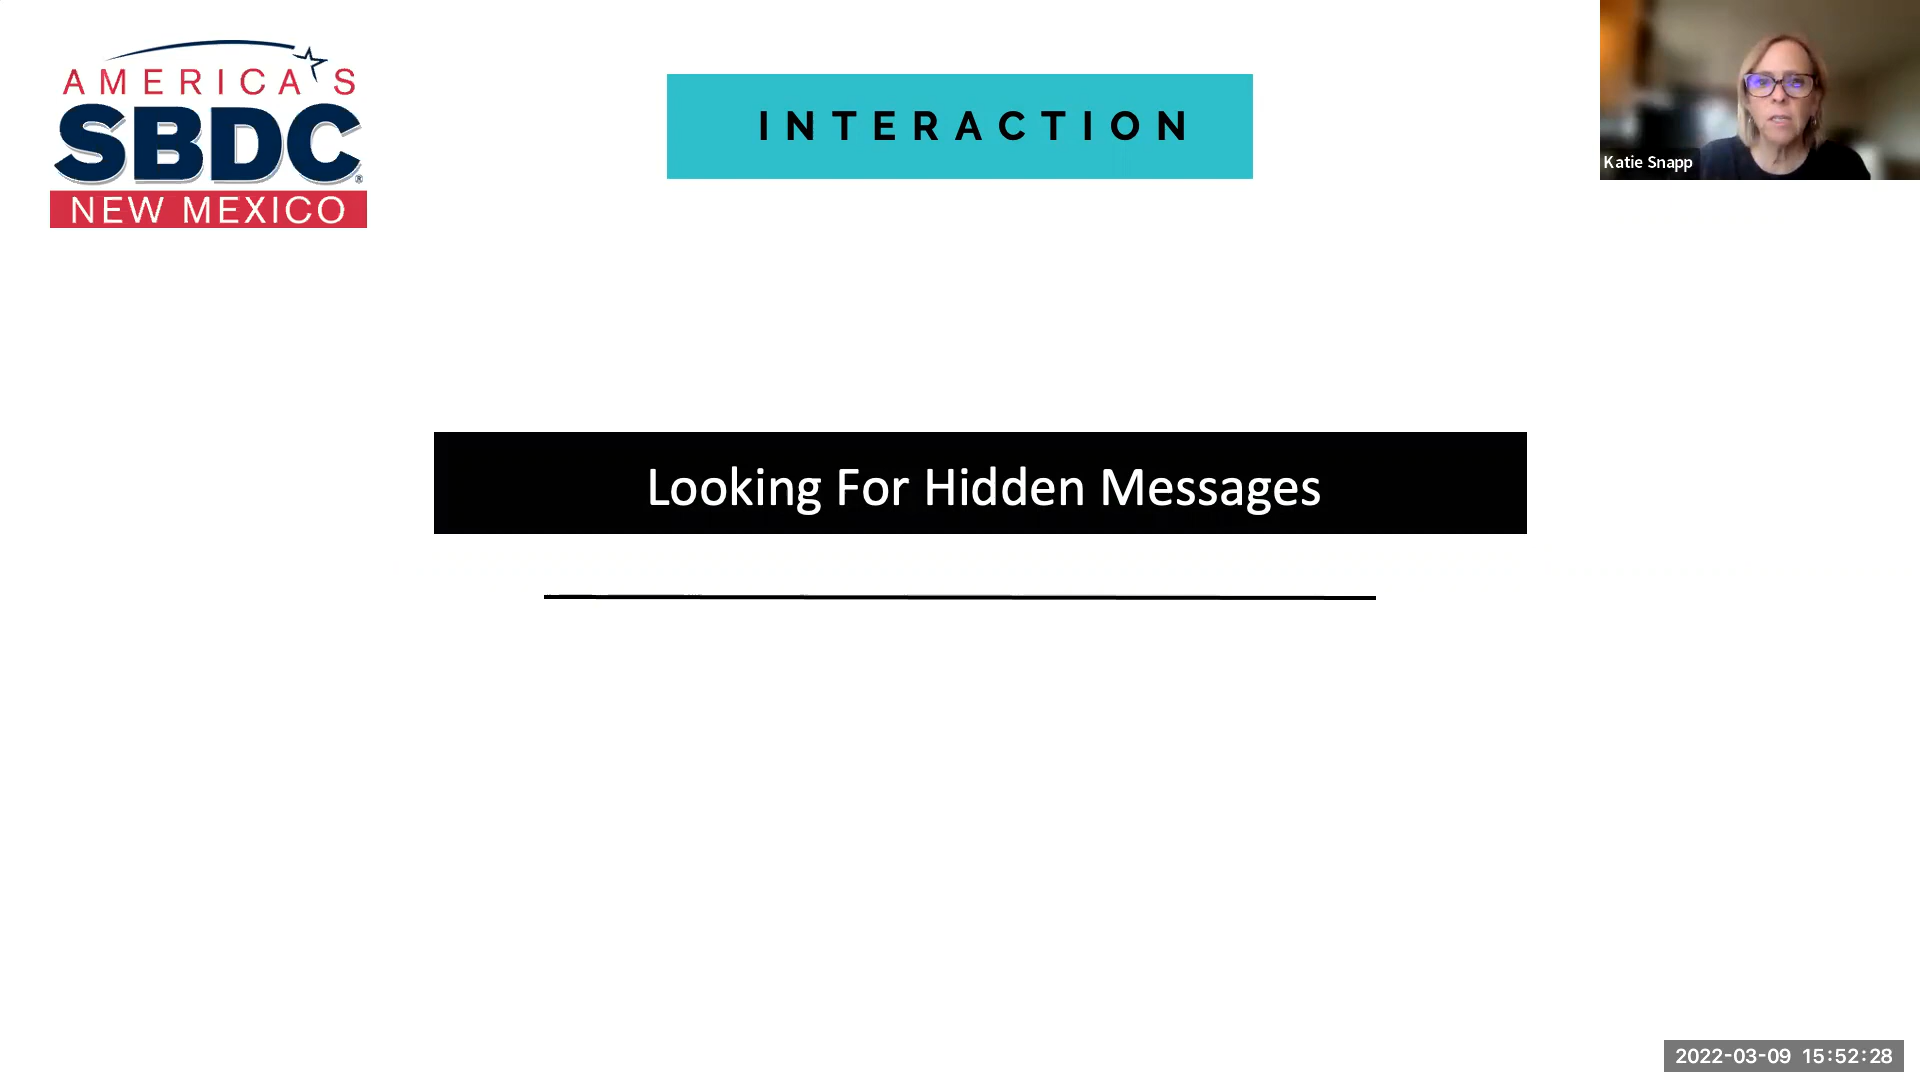 AMERICA'S
SBDC
NEW MEXICO
INTERACTION
Katie Snapp
Looking For Hidden Messages
2022-03-09 15:52:28